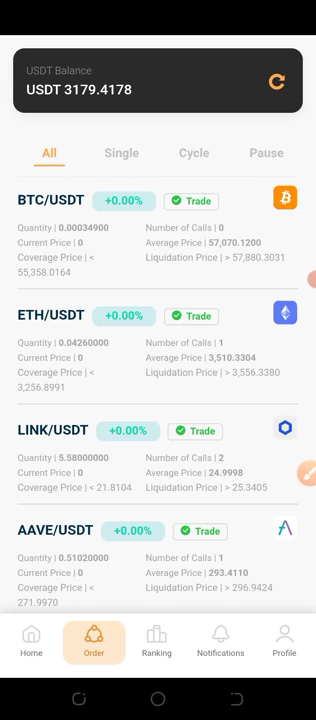 USDT Balance
USDT 3179.4178
All Single Cycle Pause
BTC/USDT +0.00% Trade
Quantity | 0.00034900 Number of Calls | 0
Current Price | 0 Average Price | 57,070.1200
Coverage Price | < Liquidation Price | > 57,880.3031
55,358.0164
ETH/USDT +0.00% Trade
Quantity | 0.04260000 Number of Calls | 1
Current Price | 0 Average Price | 3,510.3304
Coverage Price | < Liquidation Price | > 3,556.3380
3,256.8991
LINK/USDT +0.00% Trade
Quantity | 5.58000000 Number of Calls | 2
Current Price | 0 Average Price | 24.9998
Coverage Price | < 21.8104 Liquidation Price | > 25.3405
AAVE/USDT +0.00% Trade
Quantity | 0.51020000 Number of Calls | 1
Current Price | 0 Average Price | 293.4110
Coverage Price | < Liquidation Price | > 296.9424
271.9970
Home Order Ranking Notifications Profile